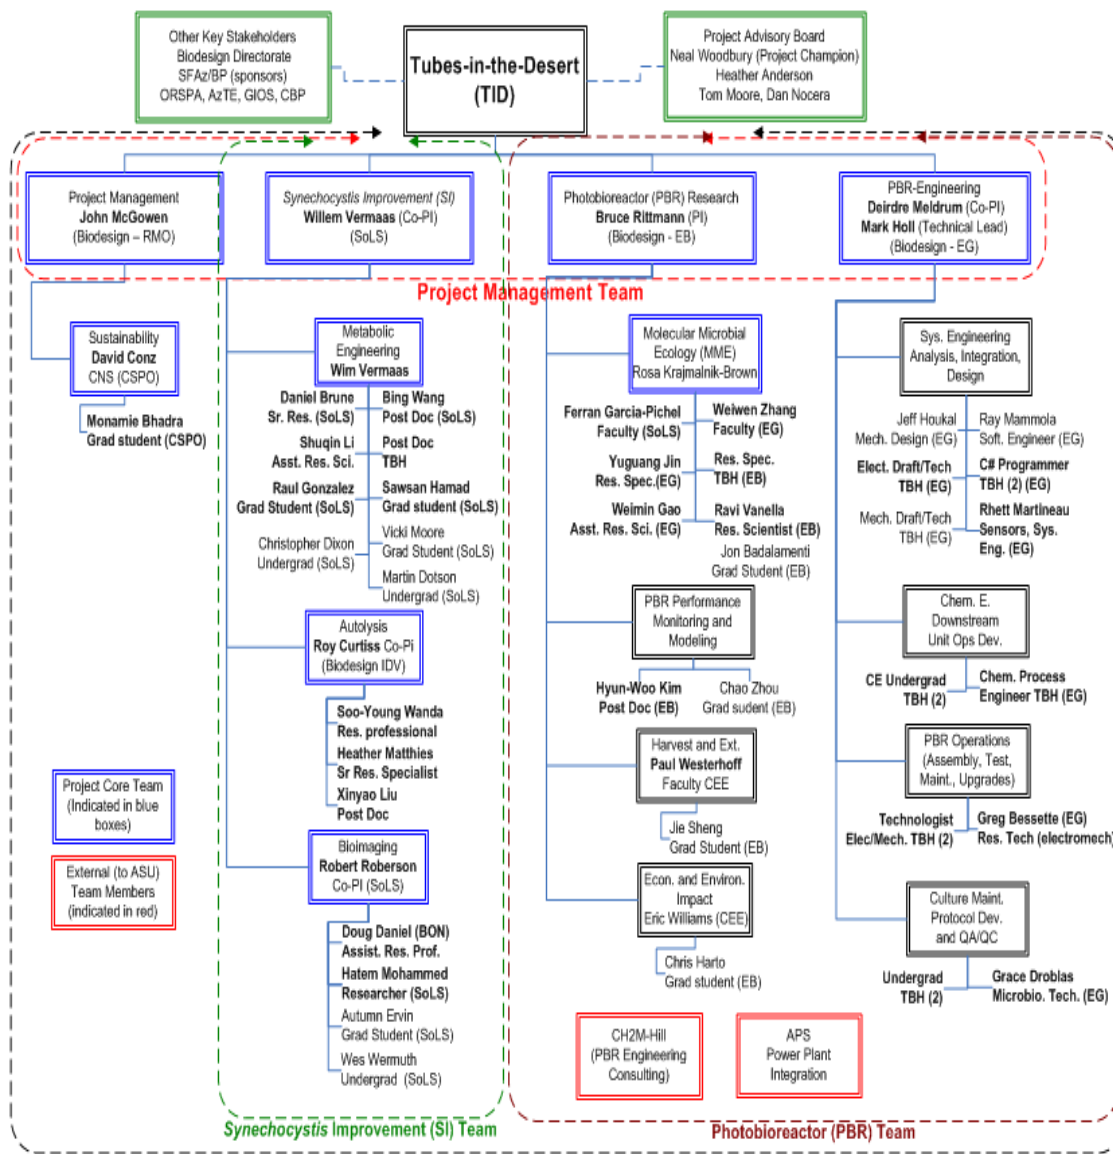 Other Key Stakeholders
Biodesign Directorate
SFAz/BP (sponsors)
ORSPA, AzTE, GIOS, CBP
Tubes-in-the-Desert
(TID)
Project Advisory Board
Neal Woodbury (Project Champion)
Heather Anderson
Tom Moore, Dan Nocera
Project Management
John McGowen
(Biodesign – RMO)
Synechocystis Improvement (SI)
Willem Vermaas (Co-PI)
(SoLS)
Photobioreactor (PBR) Research
Bruce Rittmann (PI)
Biodesign - EB)
PBR-Engineering
Deirdre Meldrum (Co-PI)
Mark Holl (Technical Lead)
(Biodesign - EG)
Project Management Team
Sustainability
David Conz
CNS (CSPO)
Monamie Bhadra
Grad student (CSPO)
Metabolic
Engineering
Wim Vermaas
Daniel Brune
Sr. Res. (SoLS)
Bing Wang
Post Doc (SoLS)
Shuqin Li
Asst. Res. Sci.
Post Doc
TBH
Raul Gonzalez
Grad Student (SoLS)
Sawsan Hamad
Grad student (SoLS)
Christopher Dixon
Undergrad (SoLS)
Vicki Moore
Grad Student (SoLS)
Martin Dotson
Undergrad (SoLS)
Autolysis
Roy Curtiss Co-Pi
(Biodesign IDV)
Soo-Young Wanda
Res. professional
Heather Matthies
Sr Res. Specialist
Xinyao Liu
Post Doc
Bioimaging
Robert Roberson
Co-PI (SoLS)
Doug Daniel (BON)
Assist. Res. Prof.
Hatem Mohammed
Researcher (SoLS)
Autumn Ervin
Grad Student (SoLS)
Wes Wermuth
Undergrad (SoLS)
Molecular Microbial
Ecology (MME)
Rosa Krajmalnik-Brown
Ferran Garcia-Pichel
Faculty (SoLS)
Weiwen Zhang
Faculty (EG)
Yuguang Jin
Res. Spec.(EG)
Res. Spec.
TBH (EB)
Weimin Gao
Asst. Res. Sci. (EG)
Ravi Vanella
Res. Scientist (EB)
Jon Badalamenti
Grad Student (EB)
PBR Performance
Monitoring and
Modeling
Hyun-Woo Kim
Post Doc (EB)
Chao Zhou
Grad sudent (EB)
Harvest and Ext.
Paul Westerhoff
Faculty CEE
Jie Sheng
Grad Student (EB)
Econ. and Environ.
Impact
Eric Williams (CEE)
Chris Harto
Grad student (EB)
Sys. Engineering
Analysis, Integration,
Design
Jeff Houkal
Mech. Design (EG)
Ray Mammola
Soft. Engineer (EG)
Elect. Draft/Tech
TBH (EG)
C# Programmer
TBH (2) (EG)
Mech. Draft/Tech
TBH (EG)
Rhett Martineau
Sensors, Sys.
Eng. (EG)
Chem. E.
Downstream
Unit Ops Dev.
CE Undergrad
TBH (2)
Chem. Process
Engineer TBH (EG)
PBR Operations
(Assembly, Test,
Maint., Upgrades)
Technologist
Elec/Mech. TBH (2)
Greg Bessette (EG)
Res. Tech (electromech)
Culture Maint.
Protocol Dev.
and QA/QC
Undergrad
TBH (2)
Grace Droblas
Microbio. Tech. (EG)
Project Core Team
(Indicated in blue
boxes)
External (to ASU)
Team Members
(indicated in red)
CH2M-Hill
(PBR Engineering
Consulting)
APS
Power Plant
Integration
Synechocystis Improvement (SI) Team
Photobioreactor (PBR) Team